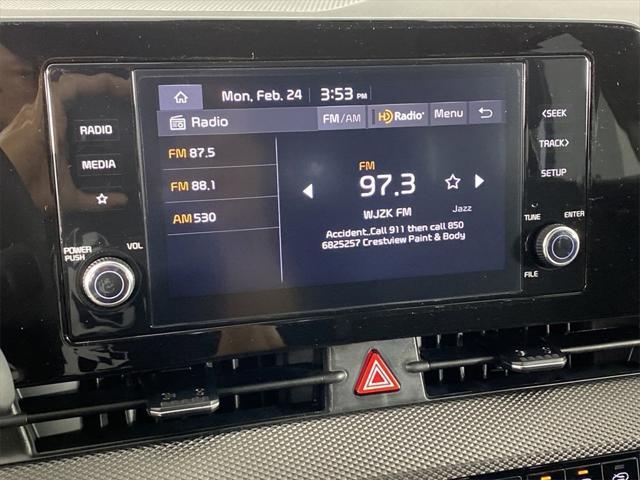 Mon, Feb. 24 3:53 PM
Radio FM/AM HD Radio Menu
RADIO
MEDIA
POWER PUSH
VOL
FM 87.5
FM 88.1
AM 530
FM
97.3
WJZK FM
Jazz
Accident..Call 911 then call 850
6825257 Crestview Paint & Body
<SEEK
TRACK>
SETUP
TUNE
ENTER
FILE